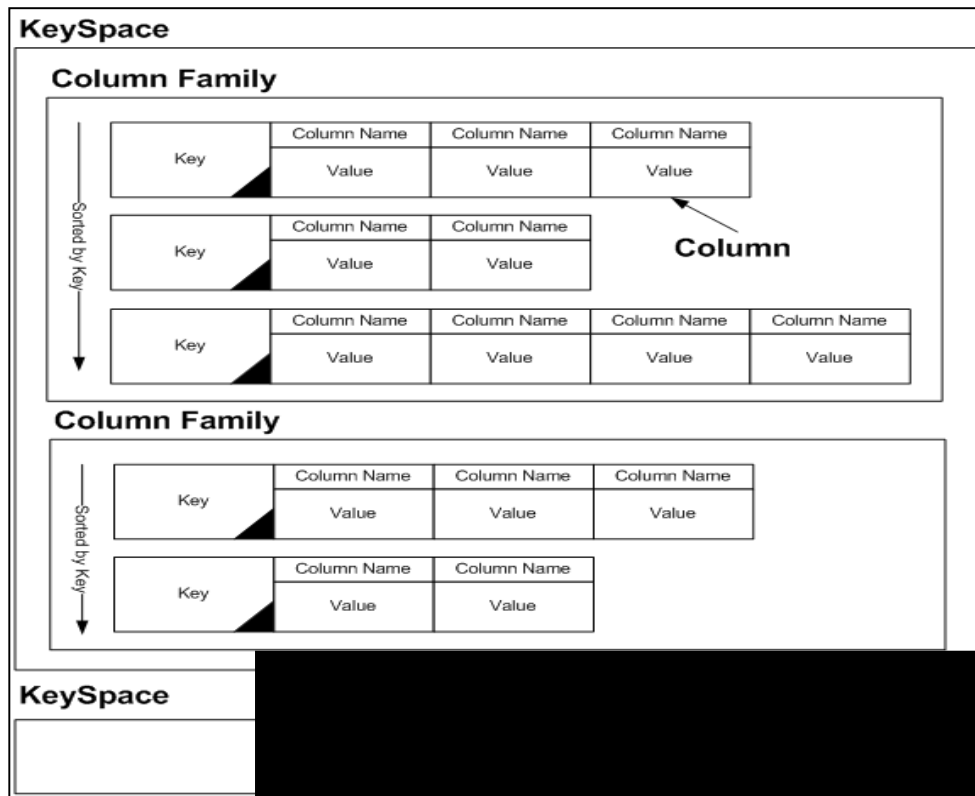 KeySpace
Column Family
Sorted by Key
Column Name Column Name Column Name
Key
Value Value Value
Column Name Column Name
Key
Value Value
Column
Column Name Column Name Column Name Column Name
Key
Value Value Value Value
Column Family
Sorted by Key
Column Name Column Name Column Name
Key
Value Value Value
Column Name Column Name
Key
Value Value
KeySpace